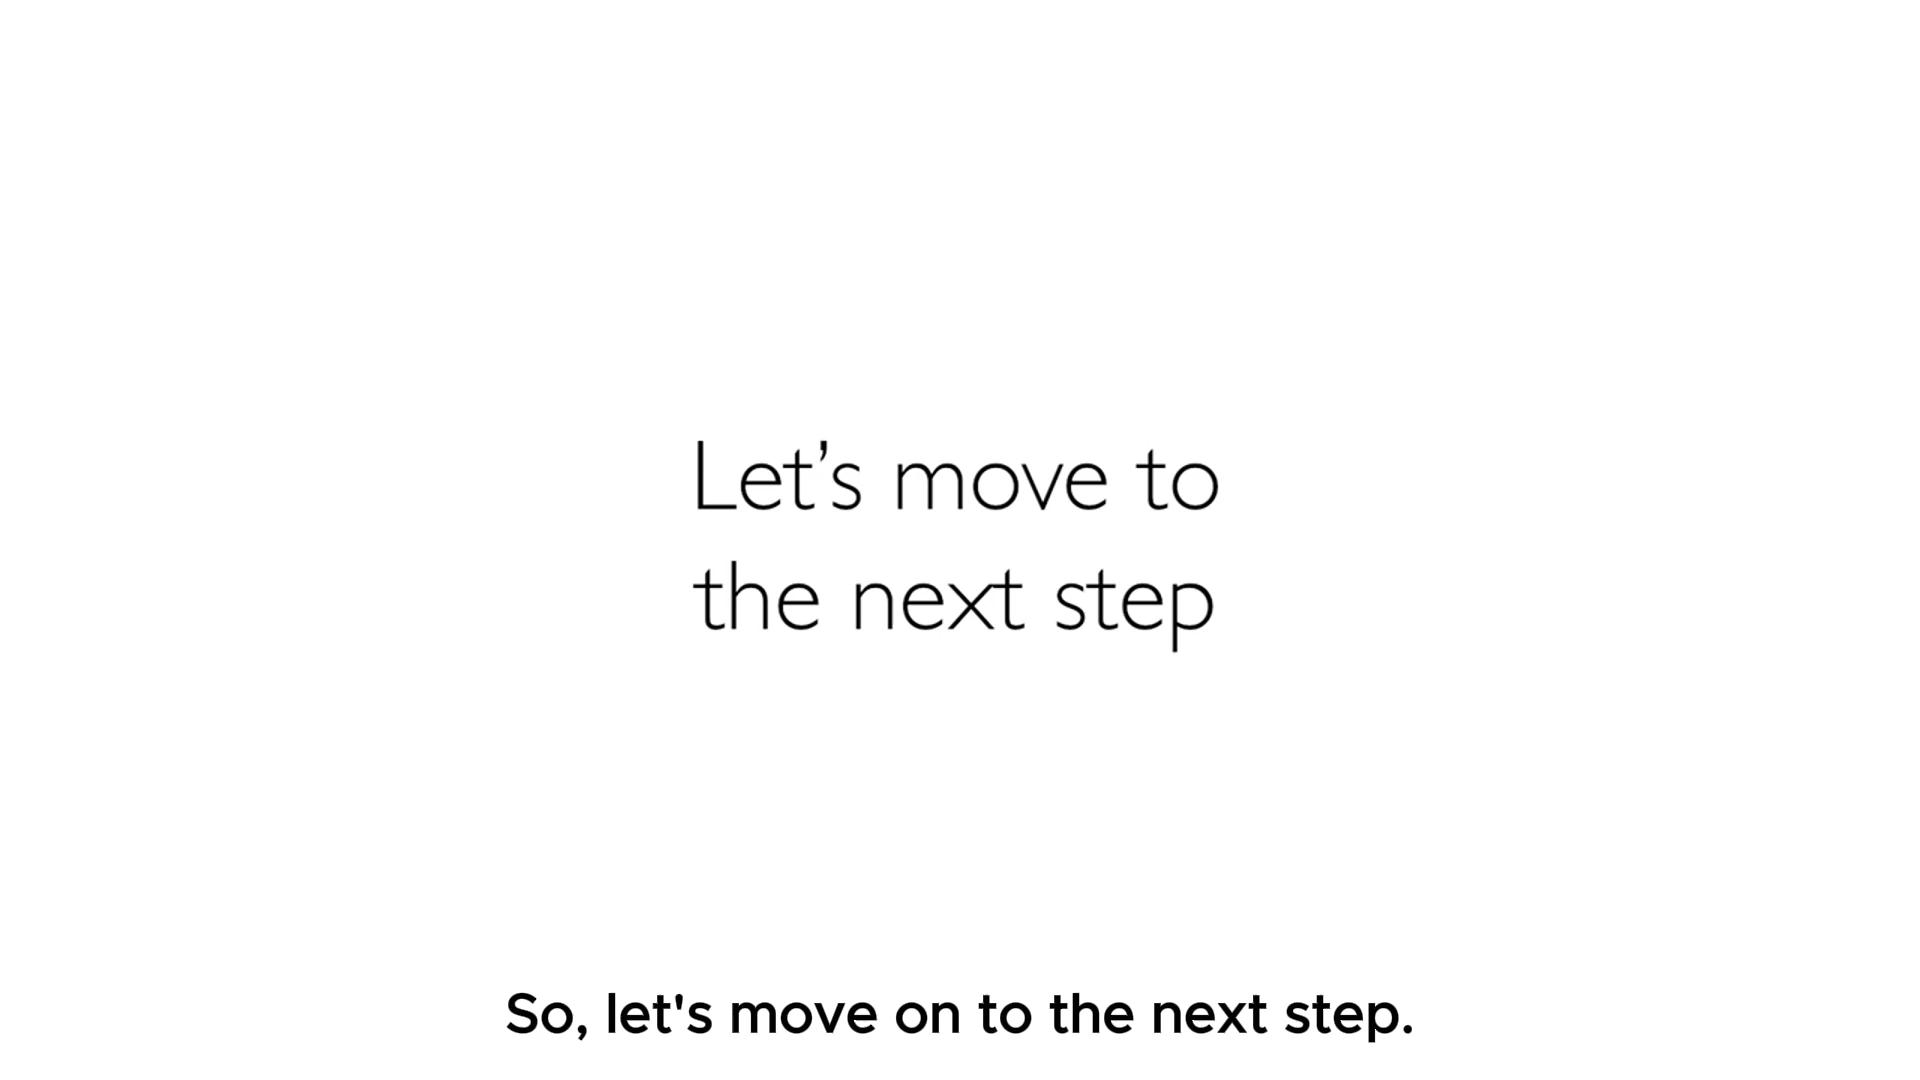 Let’s move to
the next step
So, let's move on to the next step.